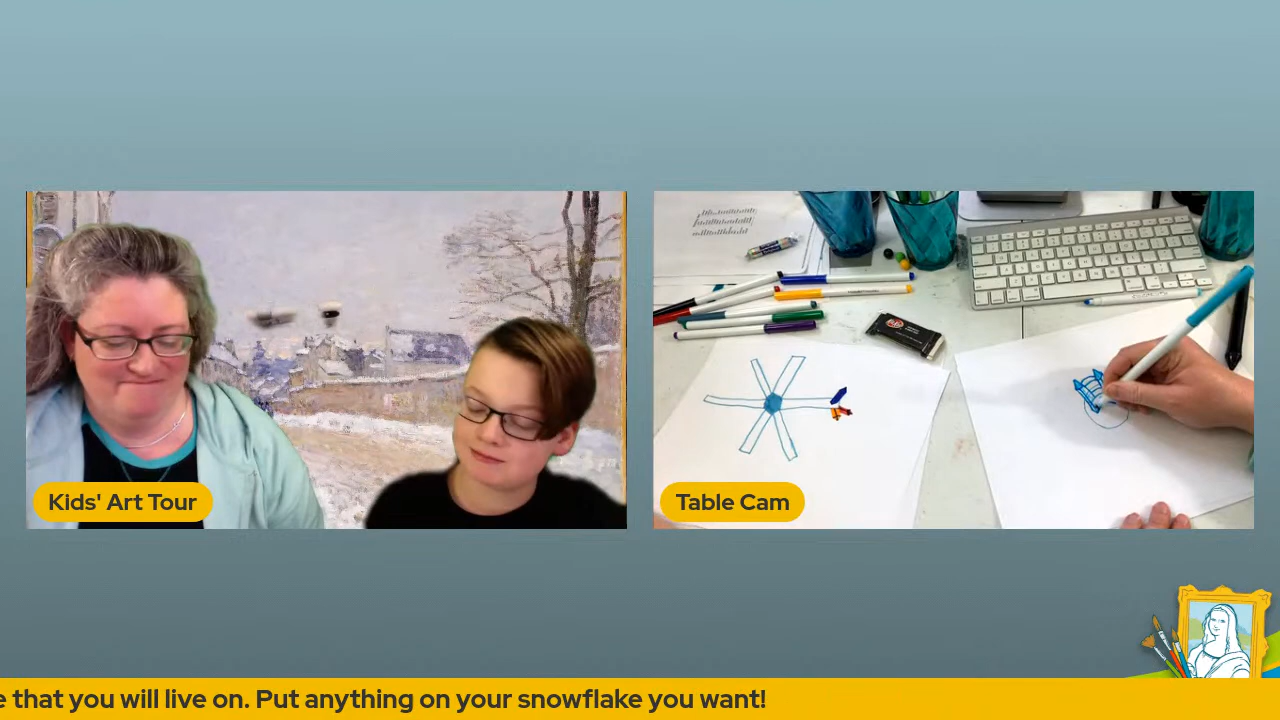 Kids' Art Tour
Table Cam
e that you will live on. Put anything on your snowflake you want!